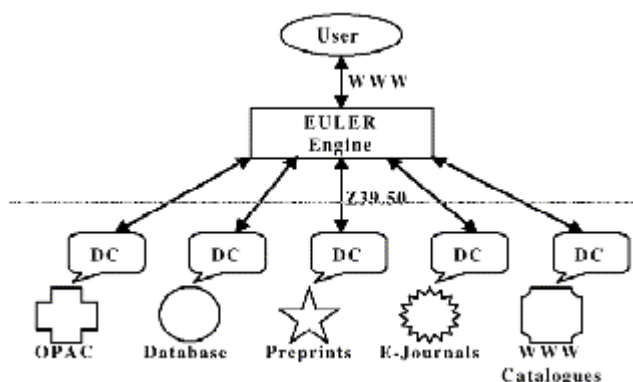 User
WWW
EULER
Engine
Z39.50
DC DC DC DC DC
OPAC Database Preprints E-Journals WWW
Catalogues